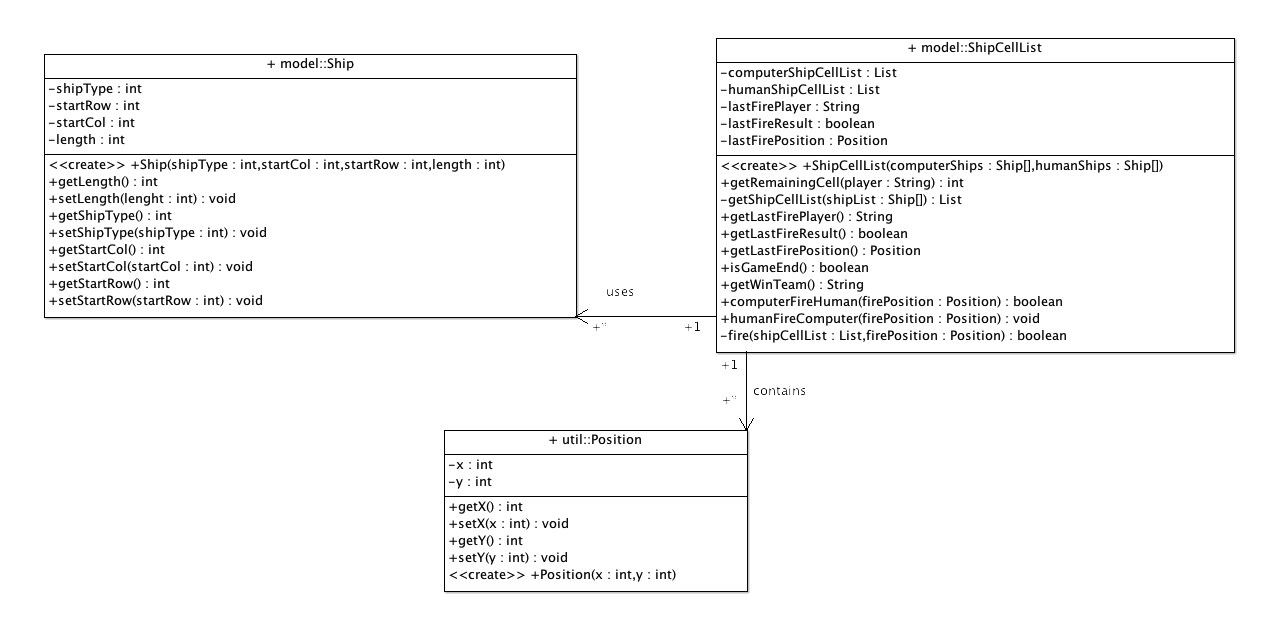 + model::Ship
-shipType : int
-startRow : int
-startCol : int
-length : int
<<create>> +Ship(shipType : int,startCol : int,startRow : int,length : int)
+getLength() : int
+setLength(lenght : int) : void
+getShipType() : int
+setShipType(shipType : int) : void
+getStartCol() : int
+setStartCol(startCol : int) : void
+getStartRow() : int
+setStartRow(startRow : int) : void
+ model::ShipCellList
-computerShipCellList : List
-humanShipCellList : List
-lastFirePlayer : String
-lastFireResult : boolean
-lastFirePosition : Position
<<create>> +ShipCellList(computerShips : Ship[],humanShips : Ship[])
+getRemainingCell(player : String) : int
-getShipCellList(shipList : Ship[]) : List
+getLastFirePlayer() : String
+getLastFireResult() : boolean
+getLastFirePosition() : Position
+isGameEnd() : boolean
+getWinTeam() : String
+computerFireHuman(firePosition : Position) : boolean
+humanFireComputer(firePosition : Position) : void
-fire(shipCellList : List,firePosition : Position) : boolean
uses
+*
+1
+1
contains
+*
+ util::Position
-x : int
-y : int
+getX() : int
+setX(x : int) : void
+getY() : int
+setY(y : int) : void
<<create>> +Position(x : int,y : int)